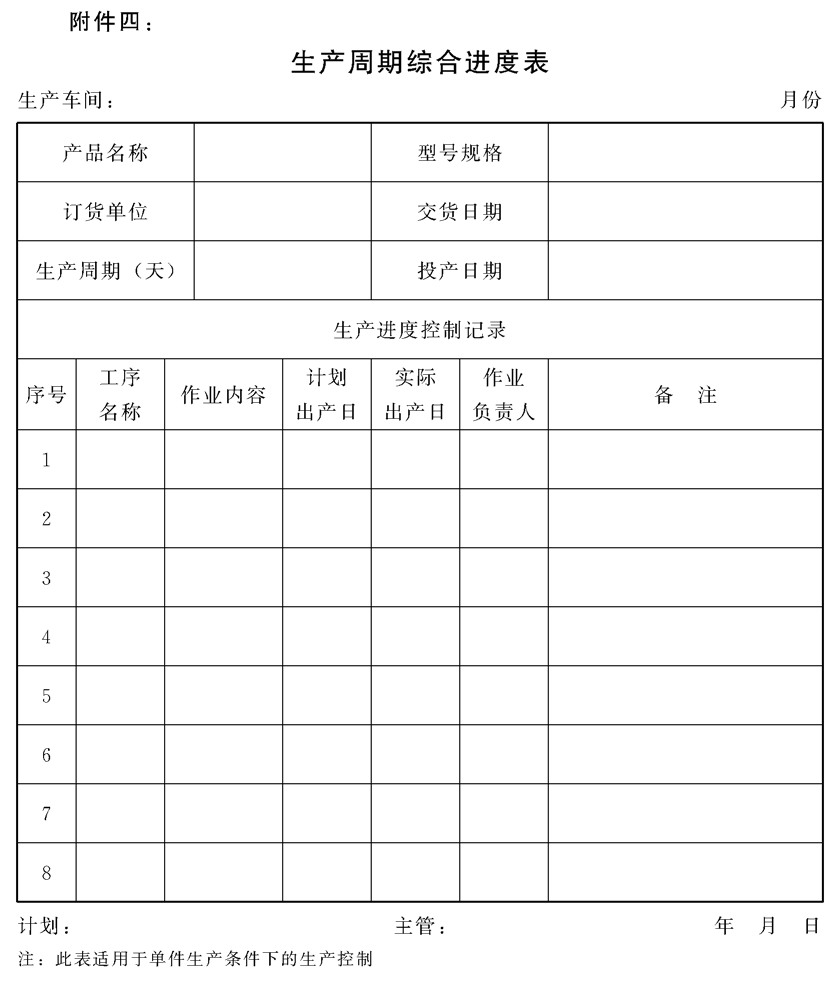 附件四：
生产周期综合进度表
生产车间： 月份
产品名称 型号规格
订货单位 交货日期
生产周期（天） 投产日期
生产进度控制记录
序号 工序名称 作业内容 计划出产日 实际出产日 作业负责人 备 注
1
2
3
4
5
6
7
8
计划： 主管： 年 月 日
注：此表适用于单件生产条件下的生产控制